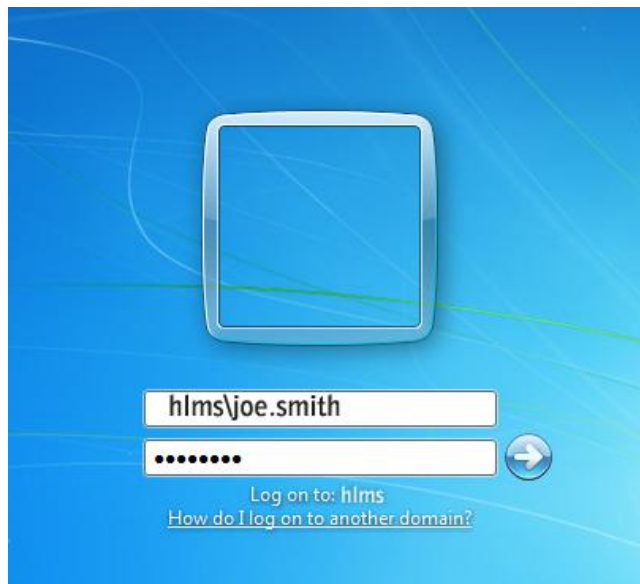 hlms\joe.smith
••••••••
Log on to: hlms
How do I log on to another domain?